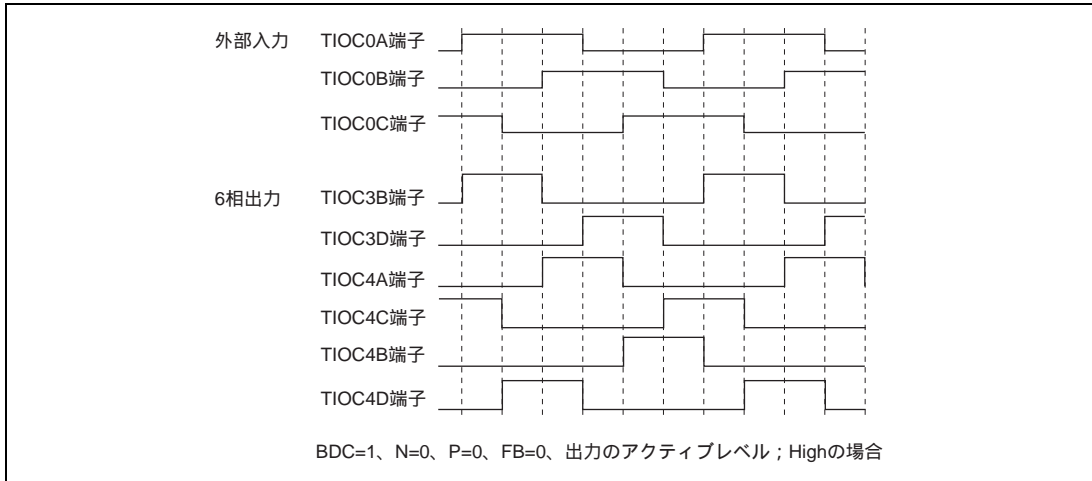 外部入力 TIOC0A端子
TIOC0B端子
TIOC0C端子
6相出力 TIOC3B端子
TIOC3D端子
TIOC4A端子
TIOC4C端子
TIOC4B端子
TIOC4D端子
BDC=1、N=0、P=0、FB=0、出力のアクティブレベル；Highの場合